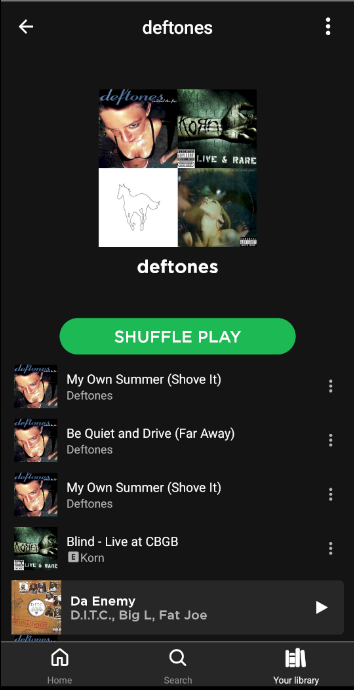 deftones
deftones
KoЯn
LIVE & RARE
deftones
SHUFFLE PLAY
My Own Summer (Shove It)
Deftones
Be Quiet and Drive (Far Away)
Deftones
My Own Summer (Shove It)
Deftones
Blind - Live at CBGB
E Korn
Da Enemy
D.I.T.C., Big L, Fat Joe
Home
Search
Your library